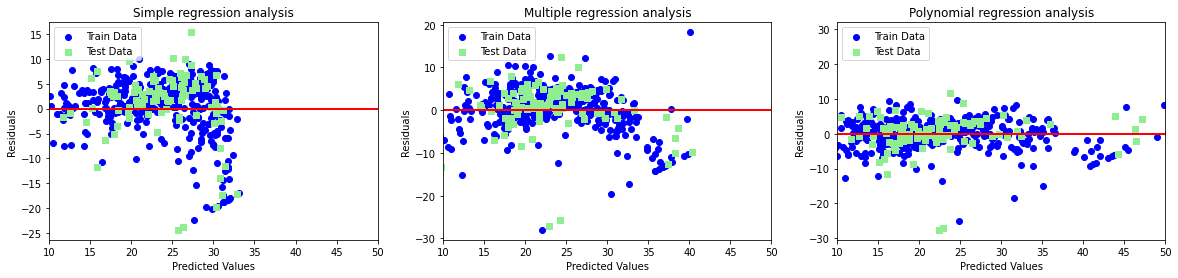 Simple regression analysis
Train Data
Test Data
15
10
5
0
−5
−10
−15
−20
−25
Residuals
10 15 20 25 30 35 40 45 50
Predicted Values
Multiple regression analysis
Train Data
Test Data
20
10
0
−10
−20
−30
Residuals
10 15 20 25 30 35 40 45 50
Predicted Values
Polynomial regression analysis
Train Data
Test Data
30
20
10
0
−10
−20
−30
Residuals
10 15 20 25 30 35 40 45 50
Predicted Values